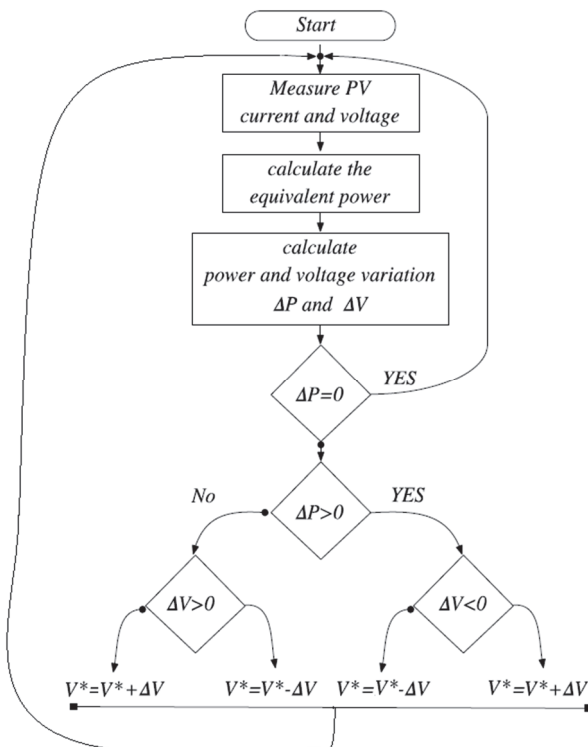 Start
Measure PV
current and voltage
calculate the
equivalent power
calculate
power and voltage variation
ΔP and ΔV
YES
ΔP=0
No
YES
ΔP>0
ΔV>0
ΔV<0
V*=V*+ΔV
V*=V*-ΔV
V*=V*-ΔV
V*=V*+ΔV